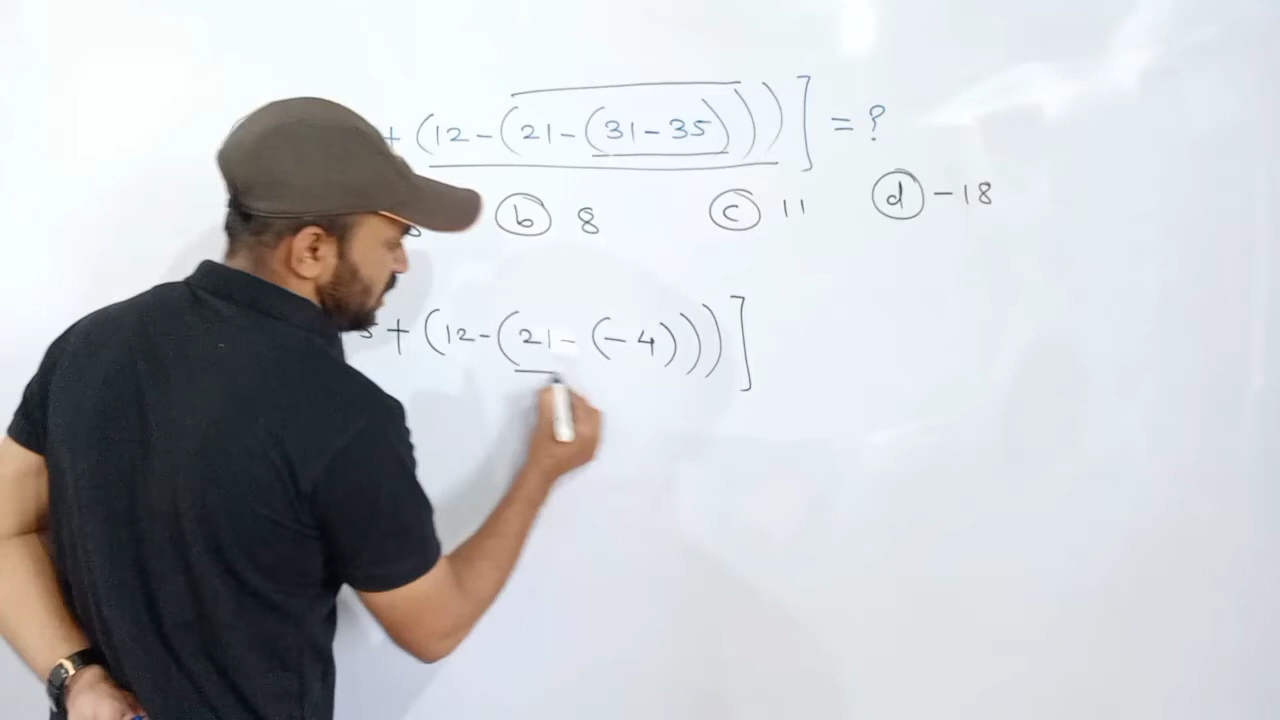 + (12 - (21 - (31 - 35)))] = ?
ⓑ 8 ⓒ 11 ⓓ -18
+ (12 - (21 - (-4)))]